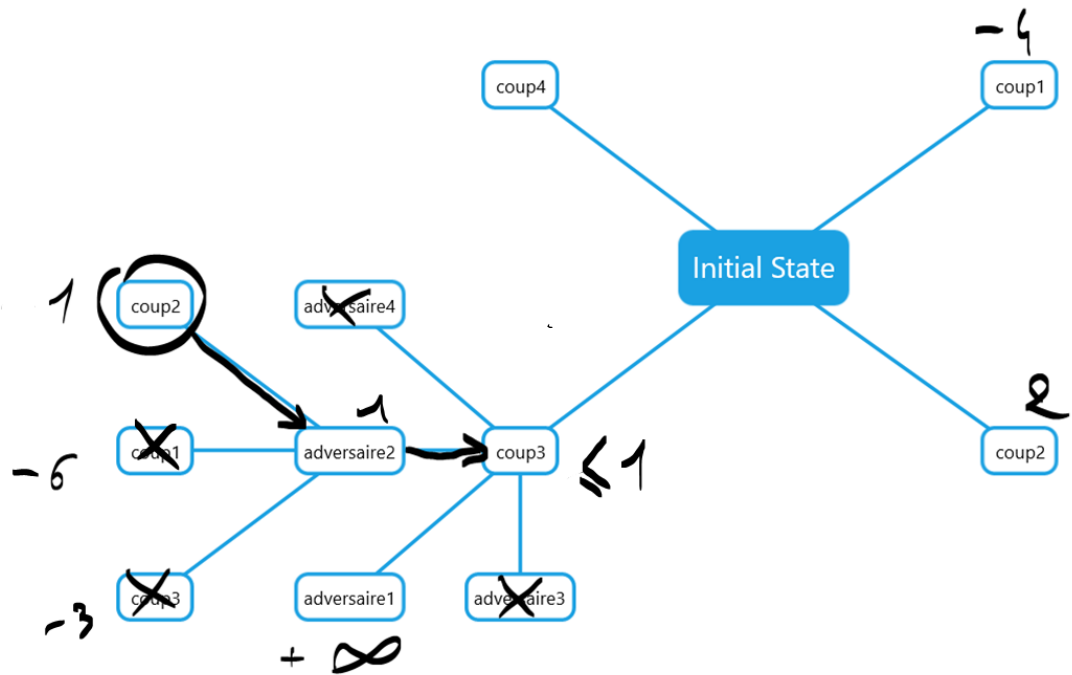 -4
coup4
coup1
Initial State
1
coup2
adversaire4
2
1
-6
coup1
adversaire2
coup3
≤1
coup2
-3
coup3
adversaire1
adversaire3
+ ∞